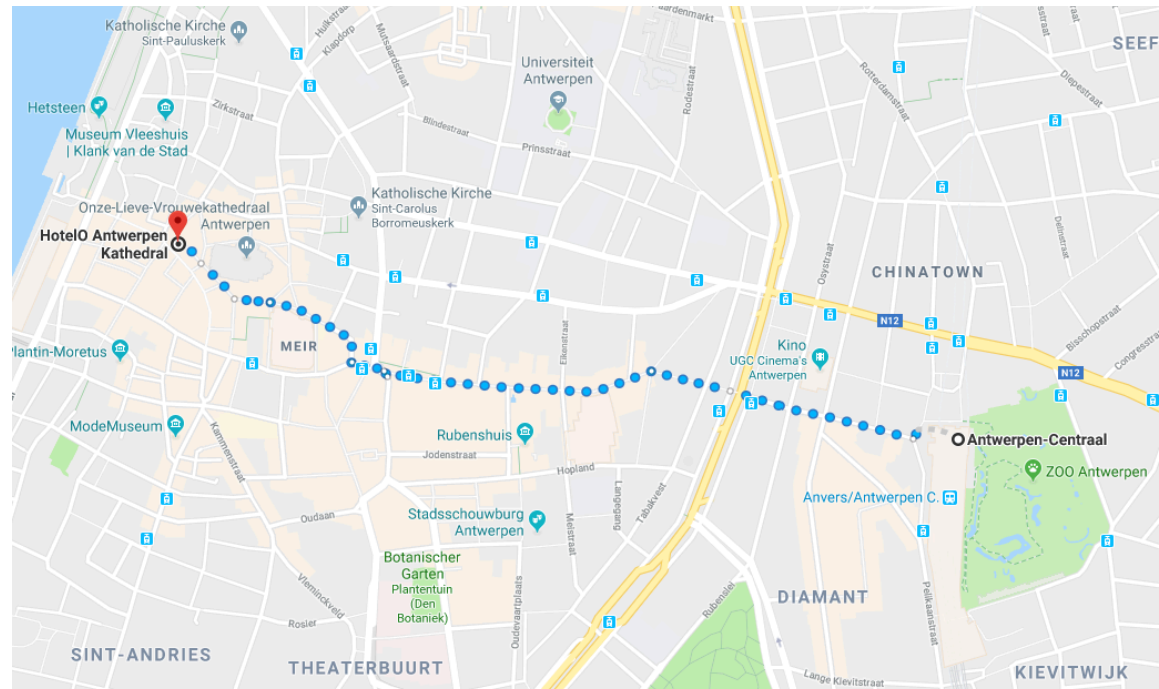 Katholische Kirche
Sint-Pauluskerk
Huikstraat
Klapdorp
Mutsaardstraat
aardenmarkt
SEEF
Universiteit
Antwerpen
Rodestraat
Rotterdamstraat
Diepestraat
Hetsteen
Zirkstraat
Museum Vleeshuis
| Klank van de Stad
Blindestraat
Prinsstraat
Katholische Kirche
Sint-Carolus
Borromeuskerk
Onze-Lieve-Vrouwekathedraal
Antwerpen
HotelO Antwerpen
Kathedral
Osystraat
Delinstraat
CHINATOWN
N12
Bisschopstraat
Congresstraat
Plantin-Moretus
MEIR
Eikenstraat
Kino
UGC Cinema's
Antwerpen
N12
ModeMuseum
Kammenstraat
Rubenshuis
Jodenstraat
Hopland
Antwerpen-Centraal
ZOO Antwerpen
Anvers/Antwerpen C.
Langegang
Tabakvest
Oudaan
Stadsschouwburg
Antwerpen
Meistraat
Botanischer
Garten
Plantentuin
(Den
Botaniek)
Vleminckveld
Rosier
Oudevaartplaats
Rubenslei
DIAMANT
Pelikaanstraat
SINT-ANDRIES
THEATERBUURT
Lange Kievitstraat
KIEVITWIJK